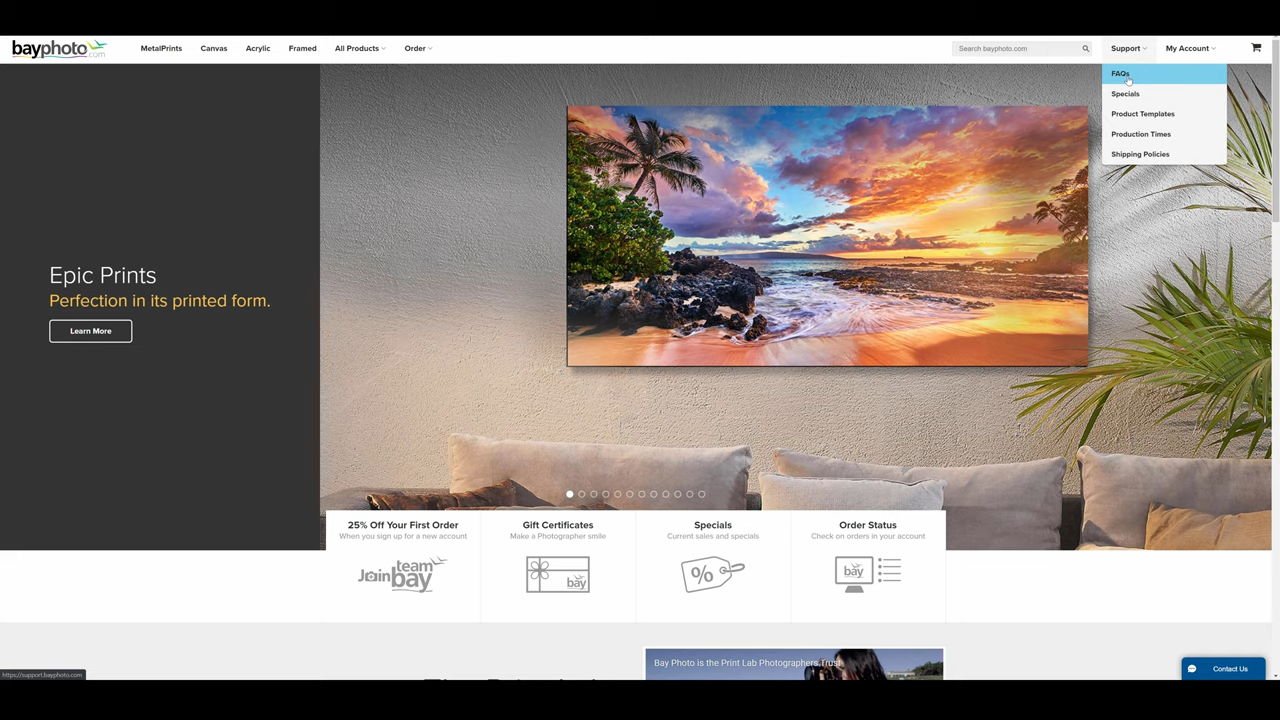 bayphoto.com
MetalPrints
Canvas
Acrylic
Framed
All Products
Order
Search bayphoto.com
Support
My Account
FAQs
Specials
Product Templates
Production Times
Shipping Policies
Epic Prints
Perfection in its printed form.
Learn More
25% Off Your First Order
When you sign up for a new account
Join team bay
Gift Certificates
Make a Photographer smile
bay
Specials
Current sales and specials
%
Order Status
Check on orders in your account
bay
Bay Photo is the Print Lab Photographers Trust
https://support.bayphoto.com
Contact Us